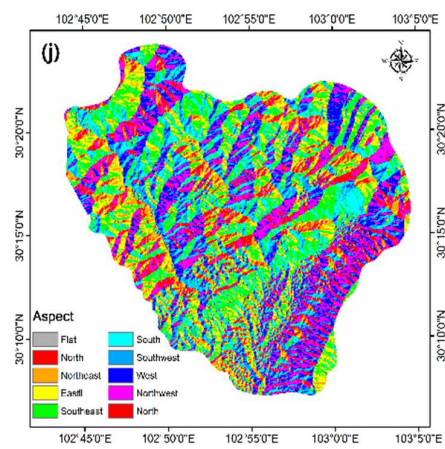 102°45'0"E 102°50'0"E 102°55'0"E 103°0'0"E 103°5'0"E
(j)
30°20'0"N 30°20'0"N
30°15'0"N 30°15'0"N
30°10'0"N 30°10'0"N
Aspect
Flat South
North Southwest
Northeast West
Eastl Northwest
Southeast North
102°45'0"E 102°50'0"E 102°55'0"E 103°0'0"E 103°5'0"E